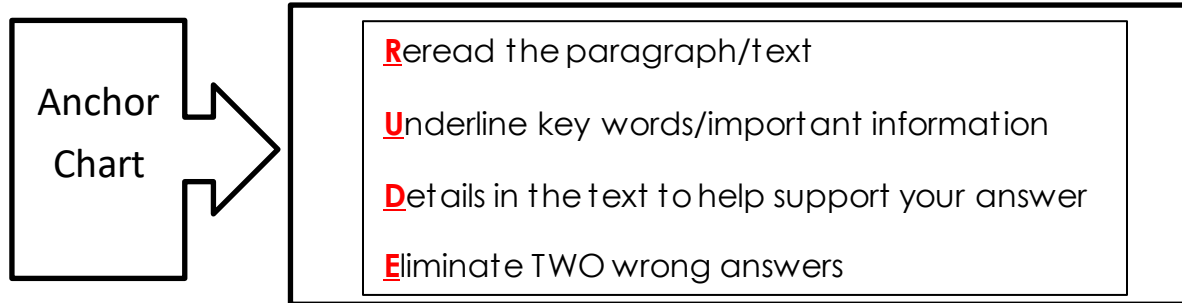 Anchor
Chart
Reread the paragraph/text
Underline key words/important information
Details in the text to help support your answer
Eliminate TWO wrong answers